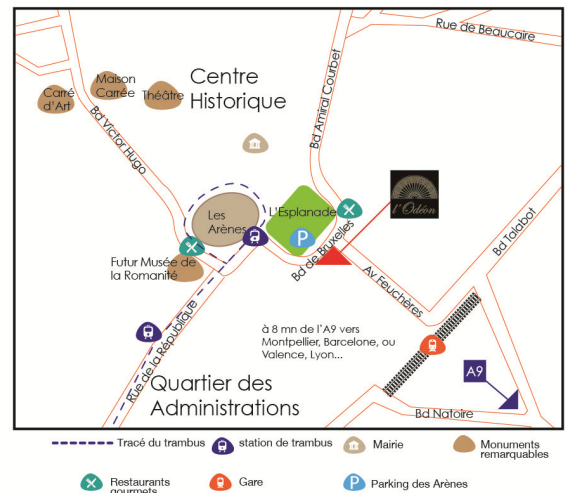 Rue de Beaucaire
Centre
Historique
Maison
Carrée
Carré
d'Art
Théâtre
Bd Victor Hugo
Bd Amiral Courbet
l'Odéon
Les
Arènes
L'Esplanade
P
Bd de Bruxelles
Bd Talabot
Futur Musée de
la Romanité
Av Feuchères
Rue de la République
à 8 mn de l'A9 vers
Montpellier, Barcelone, ou
Valence, Lyon...
A9
Quartier des
Administrations
Bd Natoire
Tracé du trambus
station de trambus
Mairie
Monuments
remarquables
Restaurants
gourmets
Gare
P
Parking des Arènes